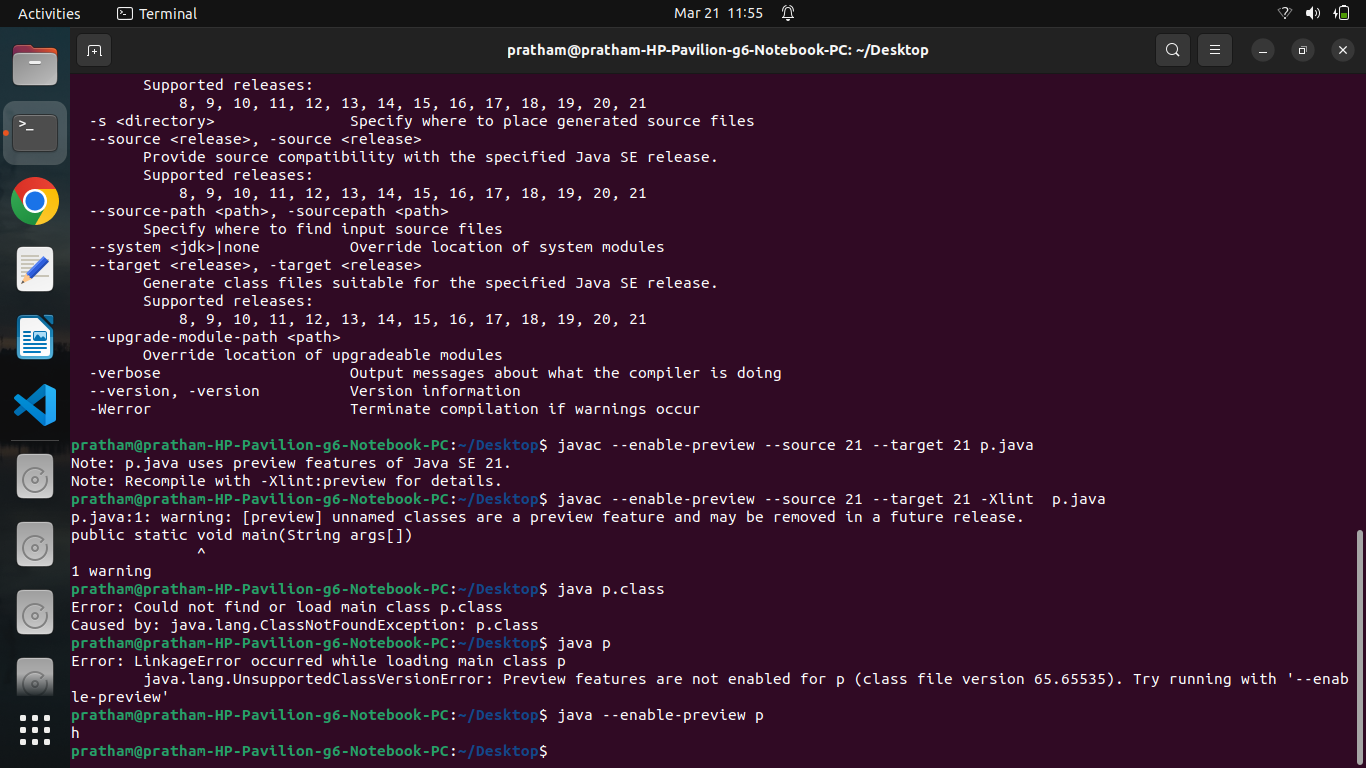 Activities
Terminal
Mar 21 11:55
pratham@pratham-HP-Pavilion-g6-Notebook-PC: ~/Desktop
Supported releases:
8, 9, 10, 11, 12, 13, 14, 15, 16, 17, 18, 19, 20, 21
-s <directory> Specify where to place generated source files
--source <release>, -source <release>
Provide source compatibility with the specified Java SE release.
Supported releases:
8, 9, 10, 11, 12, 13, 14, 15, 16, 17, 18, 19, 20, 21
--source-path <path>, -sourcepath <path>
Specify where to find input source files
--system <jdk>|none Override location of system modules
--target <release>, -target <release>
Generate class files suitable for the specified Java SE release.
Supported releases:
8, 9, 10, 11, 12, 13, 14, 15, 16, 17, 18, 19, 20, 21
--upgrade-module-path <path>
Override location of upgradeable modules
-verbose Output messages about what the compiler is doing
--version, -version Version information
-Werror Terminate compilation if warnings occur
pratham@pratham-HP-Pavilion-g6-Notebook-PC:~/Desktop$ javac --enable-preview --source 21 --target 21 p.java
Note: p.java uses preview features of Java SE 21.
Note: Recompile with -Xlint:preview for details.
pratham@pratham-HP-Pavilion-g6-Notebook-PC:~/Desktop$ javac --enable-preview --source 21 --target 21 -Xlint  p.java
p.java:1: warning: [preview] unnamed classes are a preview feature and may be removed in a future release.
public static void main(String args[])
^
1 warning
pratham@pratham-HP-Pavilion-g6-Notebook-PC:~/Desktop$ java p.class
Error: Could not find or load main class p.class
Caused by: java.lang.ClassNotFoundException: p.class
pratham@pratham-HP-Pavilion-g6-Notebook-PC:~/Desktop$ java p
Error: LinkageError occurred while loading main class p
java.lang.UnsupportedClassVersionError: Preview features are not enabled for p (class file version 65.65535). Try running with '--enab
le-preview'
pratham@pratham-HP-Pavilion-g6-Notebook-PC:~/Desktop$ java --enable-preview p
h
pratham@pratham-HP-Pavilion-g6-Notebook-PC:~/Desktop$